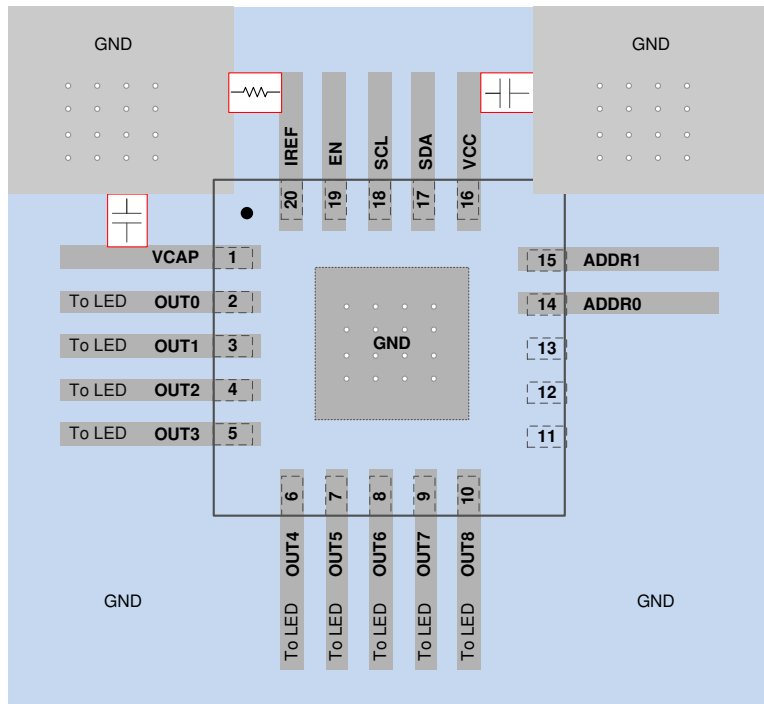 GND
GND
IREF
EN
SCL
SDA
VCC
20
19
18
17
16
VCAP 1
To LED OUT0 2
To LED OUT1 3
To LED OUT2 4
To LED OUT3 5
15 ADDR1
14 ADDR0
13
12
11
GND
6
7
8
9
10
OUT4
OUT5
OUT6
OUT7
OUT8
To LED
To LED
To LED
To LED
To LED
GND
GND